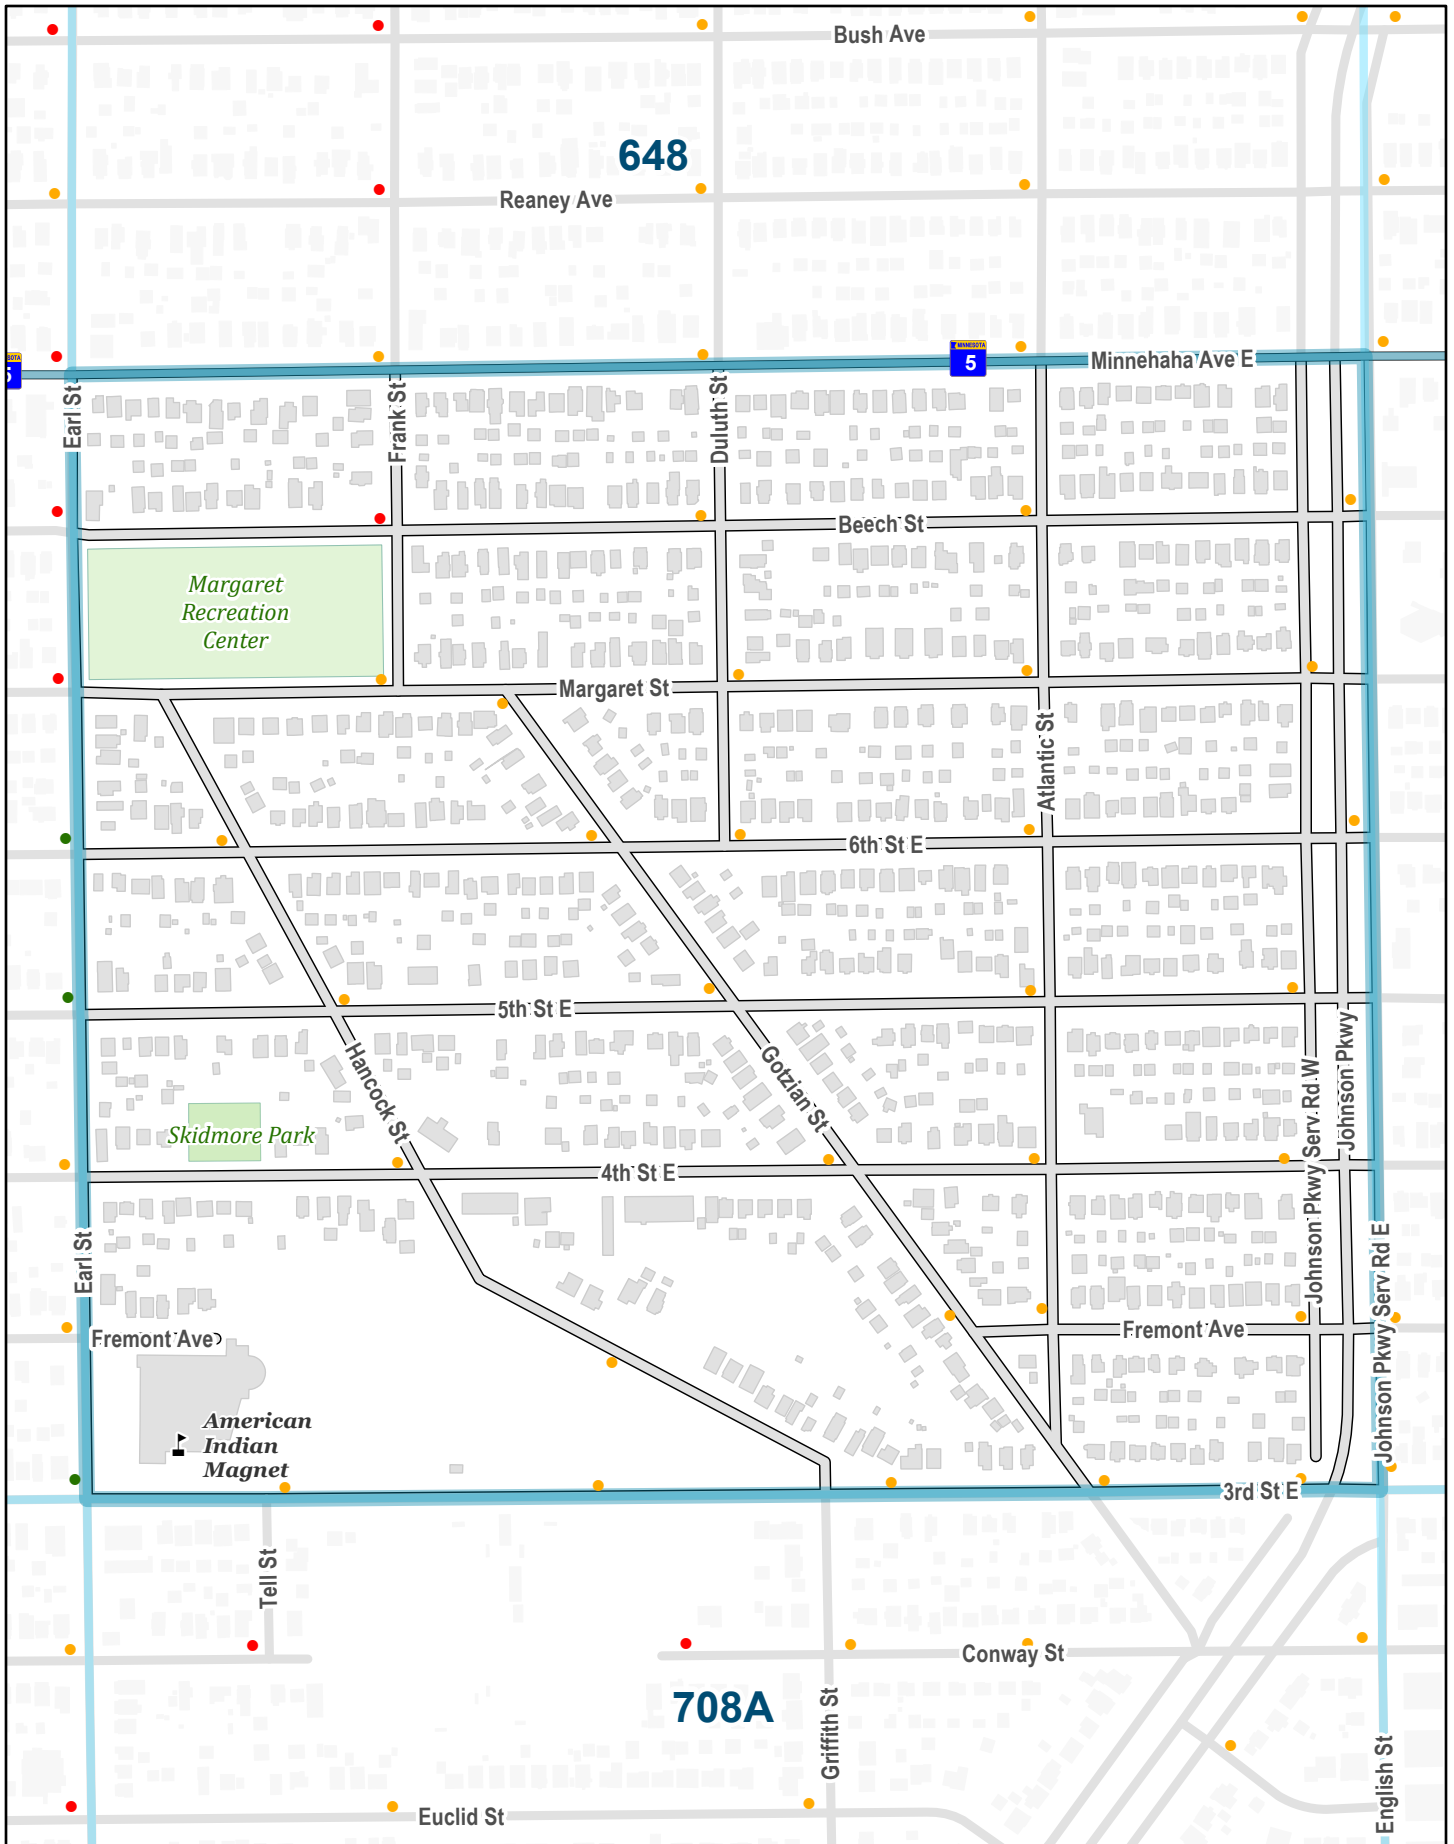 Bush Ave
648
Reaney Ave
MINNESOTA
5
SOTA
5
Minnehaha Ave E
Earl St
Frank St
Duluth St
Beech St
Margaret
Recreation
Center
Margaret St
Atlantic St
6th St E
5th St E
Hancock St
Gotzian St
Johnson Pkwy
Johnson Pkwy Serv Rd W
Skidmore Park
4th St E
Earl St
Johnson Pkwy Serv Rd E
Fremont Ave
Fremont Ave
American
Indian
Magnet
3rd St E
Tell St
Conway St
708A
Griffith St
English St
Euclid St